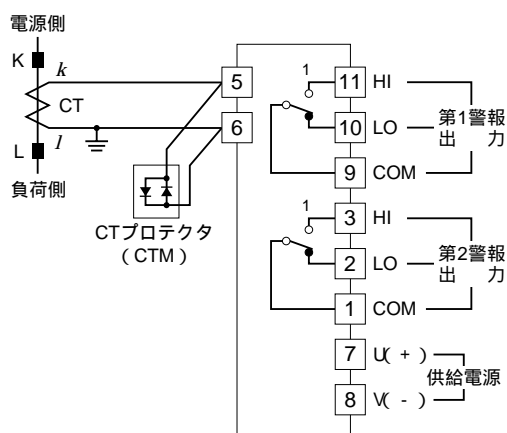 電源側
K
k
CT
l
L
負荷側
CTプロテクタ
（CTM）
5
6
1
11 HI
10 LO
9 COM
第1警報
出 力
1
3 HI
2 LO
1 COM
第2警報
出 力
7 U(+)
8 V(-)
供給電源